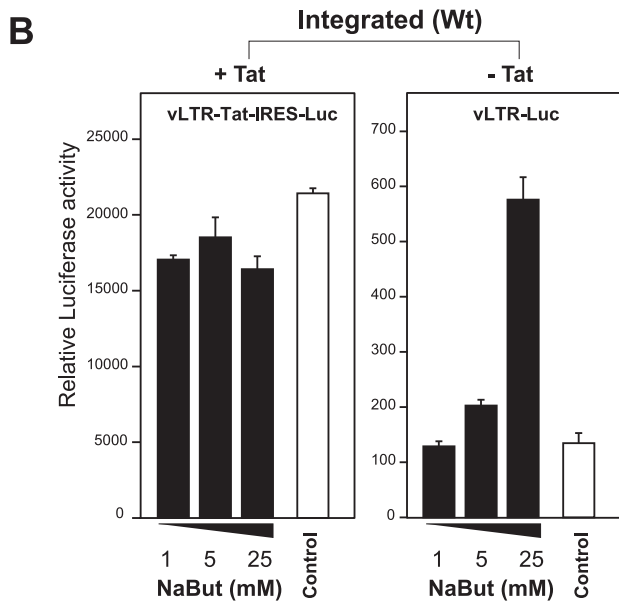 B
Integrated (Wt)
+ Tat
- Tat
vLTR-Tat-IRES-Luc
vLTR-Luc
Relative Luciferase activity
25000
20000
15000
10000
5000
0
700
600
500
400
300
200
100
0
1 5 25
NaBut (mM)
Control
1 5 25
NaBut (mM)
Control